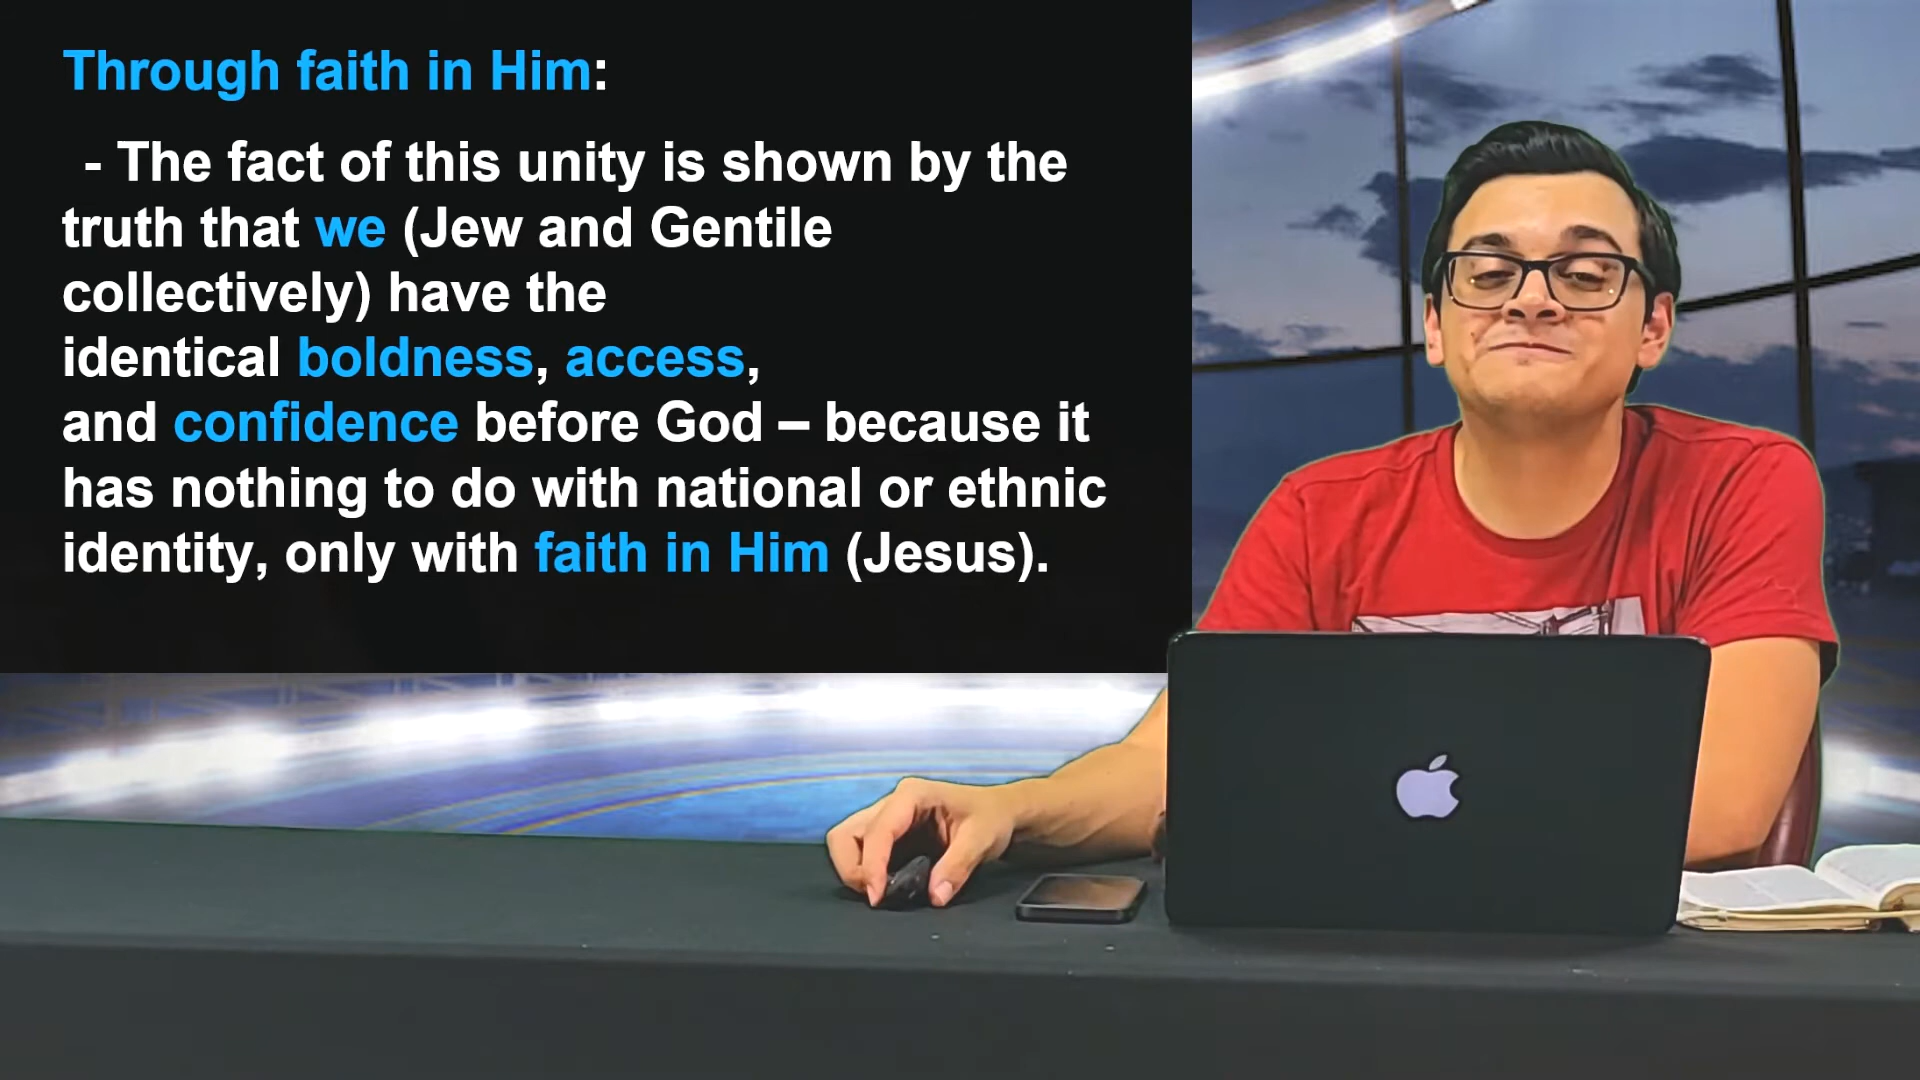 Through faith in Him:
- The fact of this unity is shown by the
truth that we (Jew and Gentile
collectively) have the
identical boldness, access,
and confidence before God – because it
has nothing to do with national or ethnic
identity, only with faith in Him (Jesus).